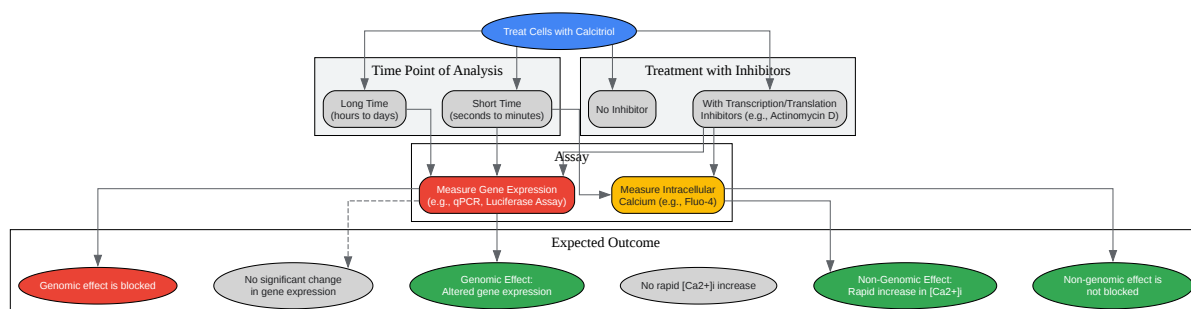 Treat Cells with Calcitriol
Time Point of Analysis
Treatment with Inhibitors
Long Time
(hours to days)
Short Time
(seconds to minutes)
No Inhibitor
With Transcription/Translation
Inhibitors (e.g., Actinomycin D)
Assay
Measure Gene Expression
(e.g., qPCR, Luciferase Assay)
Measure Intracellular
Calcium (e.g., Fluo-4)
Expected Outcome
Genomic effect is blocked
No significant change
in gene expression
Genomic Effect:
Altered gene expression
No rapid [Ca2+]i increase
Non-Genomic Effect:
Rapid increase in [Ca2+]i
Non-genomic effect is
not blocked